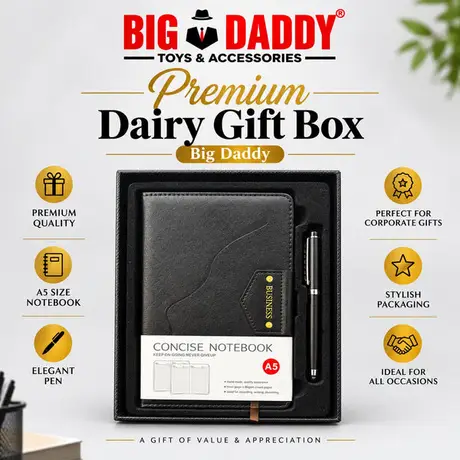 BIG DADDY®
TOYS & ACCESSORIES
Premium
Dairy Gift Box
Big Daddy
PREMIUM
QUALITY
A5 SIZE
NOTEBOOK
ELEGANT
PEN
PERFECT FOR
CORPORATE GIFTS
STYLISH
PACKAGING
IDEAL FOR
ALL OCCASIONS
BUSINESS
CONCISE NOTEBOOK
KEEP ON GOING NEVER GIVE UP
A5
A GIFT OF VALUE & APPRECIATION